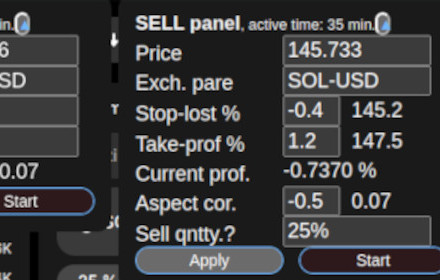 SELL panel, active time: 35 min.
Price 145.733
Exch. pare SOL-USD
Stop-lost % -0.4 145.2
Take-prof % 1.2 147.5
Current prof. -0.7370 %
Aspect cor. -0.5 0.07
Sell qntty.? 25%
Apply Start
in.
6
SD
0.07
Start